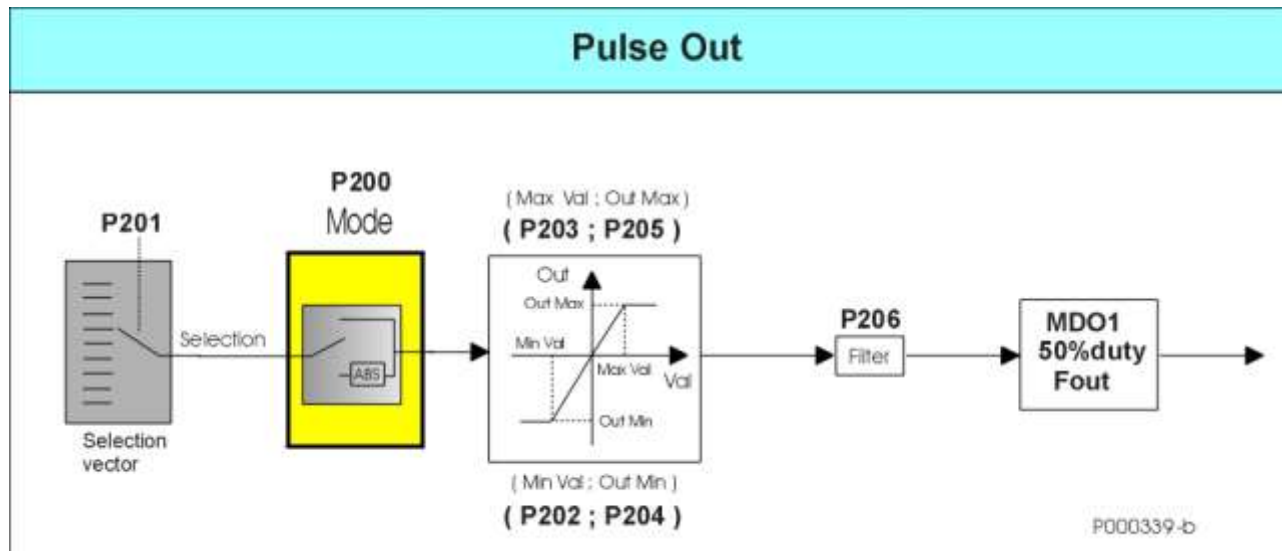 Pulse Out
P201
Selection
vector
Selection
P200
Mode
ABS
( Max Val ; Out Max )
( P203 ; P205 )
Out
Out Max
Min Val
Max Val
Val
Out Min
( Min Val ; Out Min )
( P202 ; P204 )
P206
Filter
MDO1
50%duty
Fout
P000339-b